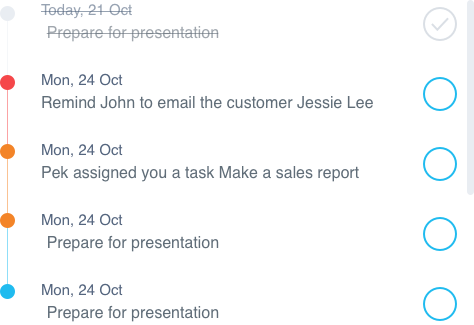 Today, 21 Oct
Prepare for presentation
Mon, 24 Oct
Remind John to email the customer Jessie Lee
Mon, 24 Oct
Pek assigned you a task Make a sales report
Mon, 24 Oct
Prepare for presentation
Mon, 24 Oct
Prepare for presentation